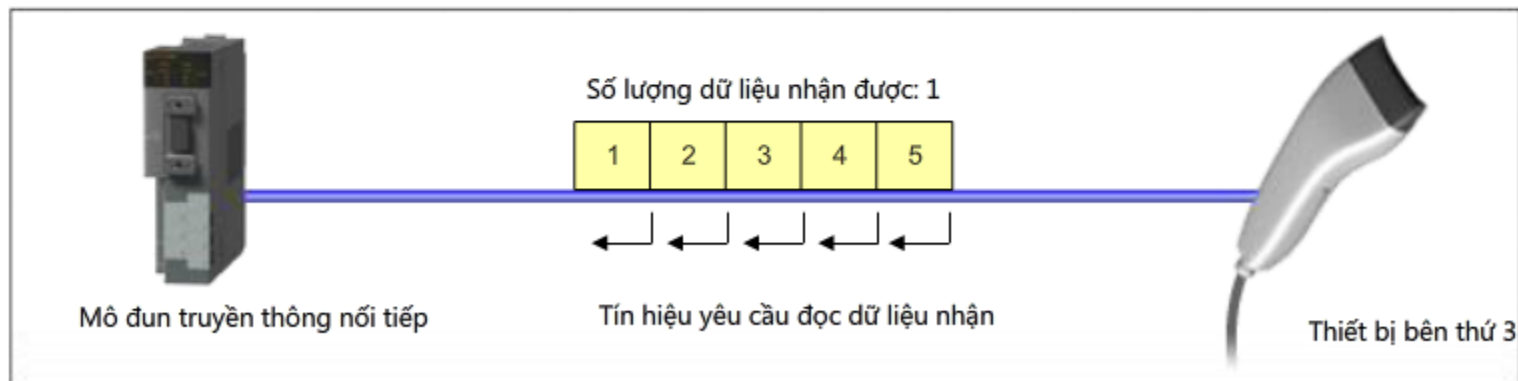 Số lượng dữ liệu nhận được: 1
1 2 3 4 5
Mô đun truyền thông nối tiếp
Tín hiệu yêu cầu đọc dữ liệu nhận
Thiết bị bên thứ 3